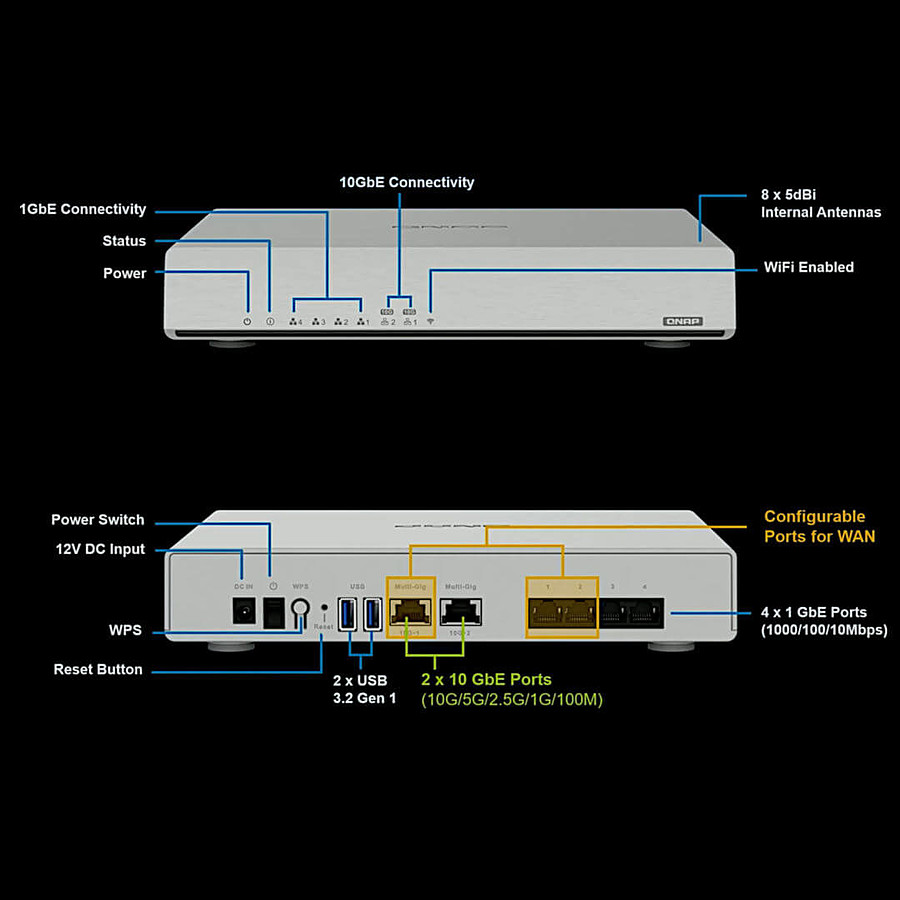 10GbE Connectivity
1GbE Connectivity
8 x 5dBi
Internal Antennas
Status
Power
WiFi Enabled
10G 10G
4 3 2 1 2 1
QNAP
Power Switch
12V DC Input
Configurable
Ports for WAN
DC IN WPS USB Multi-Gig Multi-Gig 1 2 3 4
4 x 1 GbE Ports
(1000/100/10Mbps)
WPS
Reset
10G-1 10G-2
Reset Button
2 x USB
3.2 Gen 1
2 x 10 GbE Ports
(10G/5G/2.5G/1G/100M)